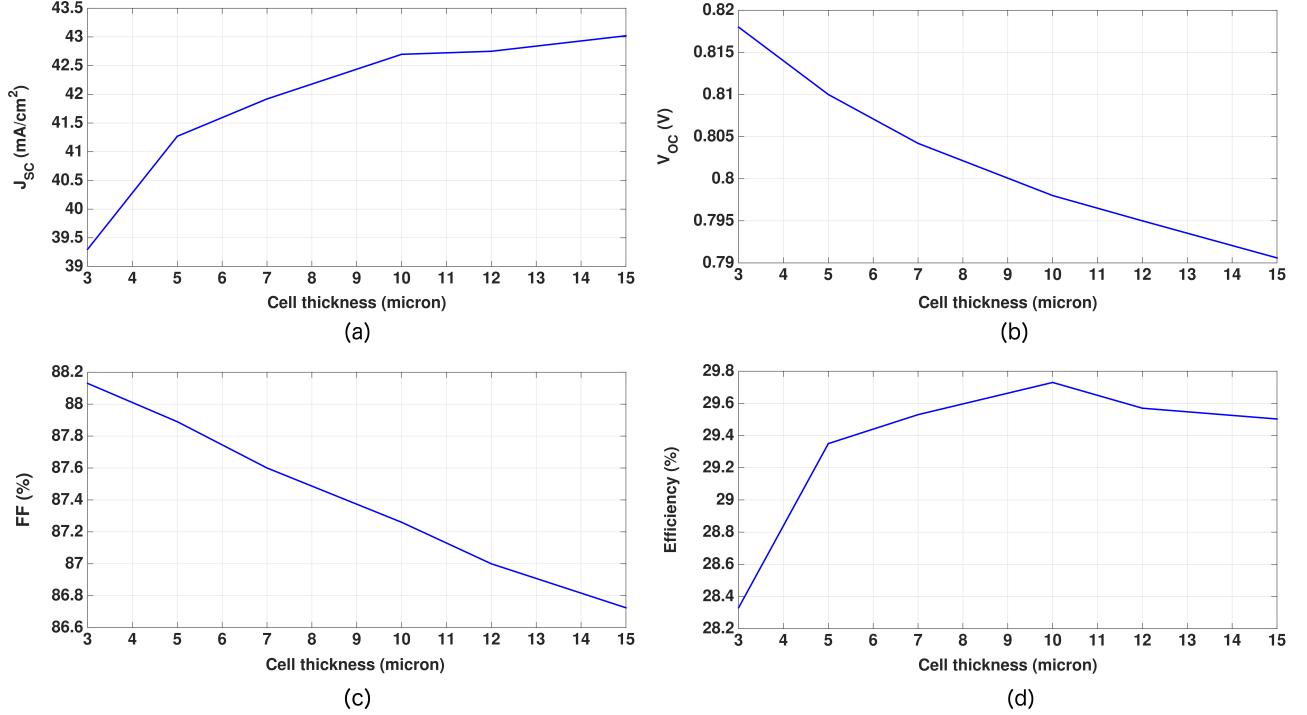 43.5
43
42.5
42
41.5
41
40.5
40
39.5
39
J_SC (mA/cm²)
3 4 5 6 7 8 9 10 11 12 13 14 15
Cell thickness (micron)
(a)
0.82
0.815
0.81
0.805
0.8
0.795
0.79
V_OC (V)
3 4 5 6 7 8 9 10 11 12 13 14 15
Cell thickness (micron)
(b)
88.2
88
87.8
87.6
87.4
87.2
87
86.8
86.6
FF (%)
3 4 5 6 7 8 9 10 11 12 13 14 15
Cell thickness (micron)
(c)
29.8
29.6
29.4
29.2
29
28.8
28.6
28.4
28.2
Efficiency (%)
3 4 5 6 7 8 9 10 11 12 13 14 15
Cell thickness (micron)
(d)